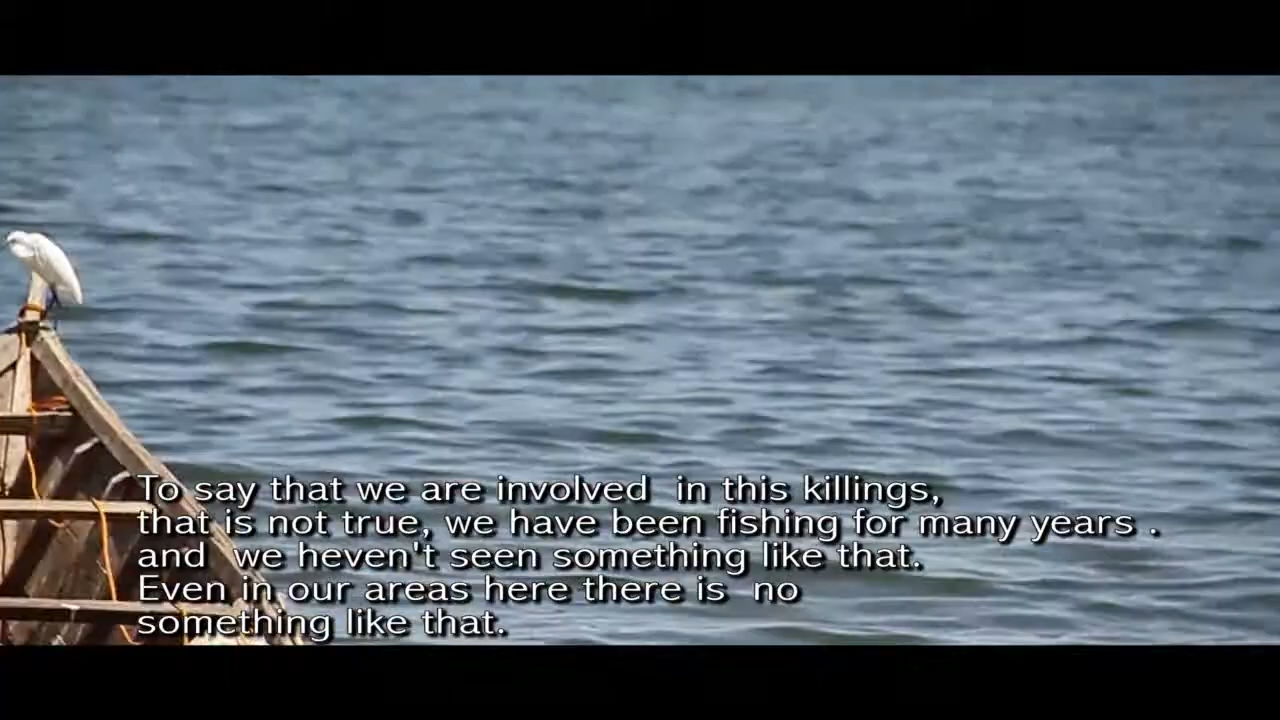 To say that we are involved  in this killings,
that is not true, we have been fishing for many years .
and  we heven't seen something like that.
Even in our areas here there is  no
something like that.